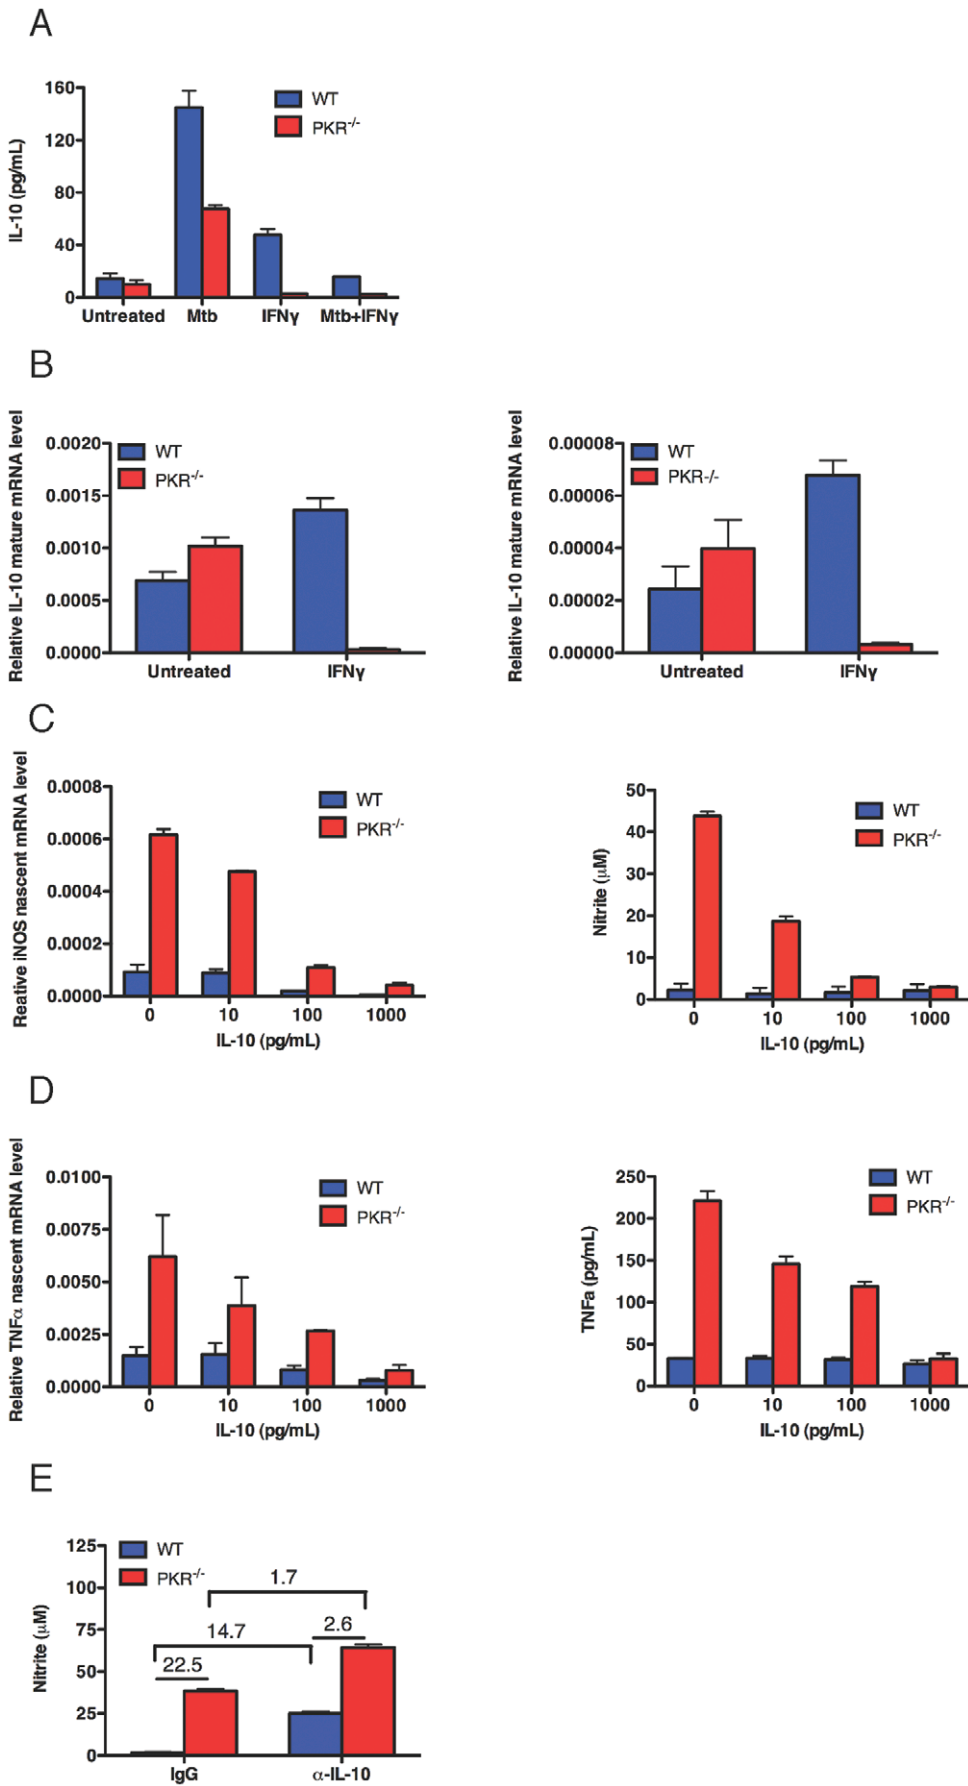 A
160
120
80
40
0
IL-10 (pg/mL)
WT
PKR-/-
Untreated Mtb IFNγ Mtb+IFNγ
B
Relative IL-10 mature mRNA level
0.0020
0.0015
0.0010
0.0005
0.0000
WT
PKR-/-
Untreated IFNγ
Relative IL-10 mature mRNA level
0.00008
0.00006
0.00004
0.00002
0.00000
WT
PKR-/-
Untreated IFNγ
C
Relative iNOS nascent mRNA level
0.0008
0.0006
0.0004
0.0002
0.0000
WT
PKR-/-
0 10 100 1000
IL-10 (pg/mL)
Nitrite (μM)
50
40
30
20
10
0
WT
PKR-/-
0 10 100 1000
IL-10 (pg/mL)
D
Relative TNFα nascent mRNA level
0.0100
0.0075
0.0050
0.0025
0.0000
WT
PKR-/-
0 10 100 1000
IL-10 (pg/mL)
TNFa (pg/mL)
250
200
150
100
50
0
WT
PKR-/-
0 10 100 1000
IL-10 (pg/mL)
E
Nitrite (μM)
125
100
75
50
25
0
WT
PKR-/-
1.7
14.7
2.6
22.5
IgG α-IL-10